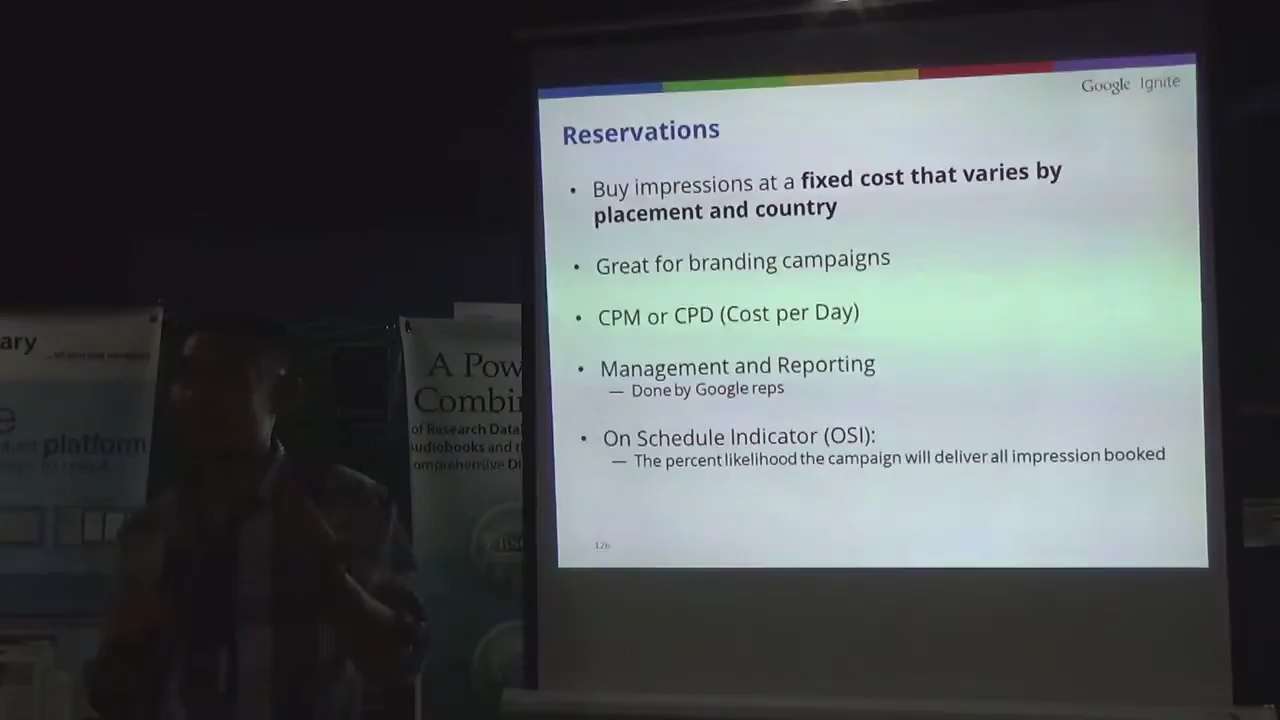 Google Ignite
Reservations
• Buy impressions at a fixed cost that varies by
placement and country
• Great for branding campaigns
• CPM or CPD (Cost per Day)
• Management and Reporting
— Done by Google reps
• On Schedule Indicator (OSI):
— The percent likelihood the campaign will deliver all impression booked
126
ary
e
platform
A Pow
Combi
of Research Data
udiobooks and t
omprehensive Di